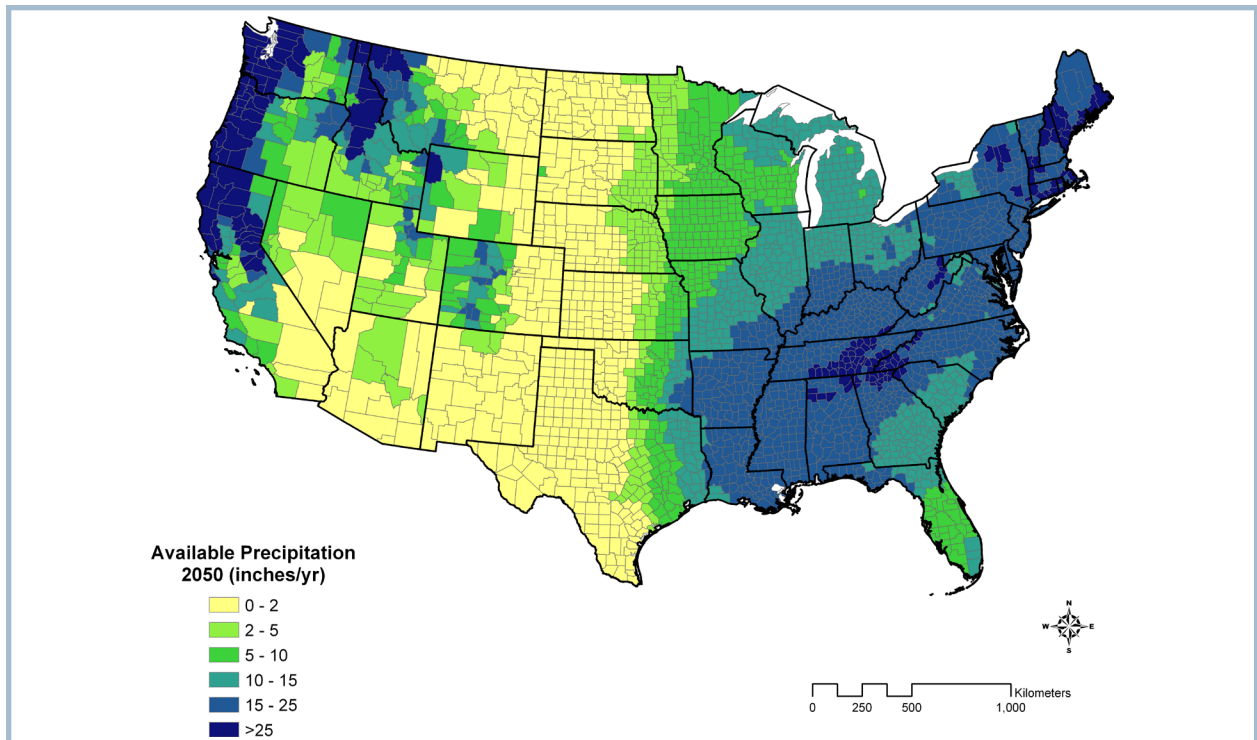 Available Precipitation
2050 (inches/yr)
0 - 2
2 - 5
5 - 10
10 - 15
15 - 25
>25
N
W E
S
Kilometers
0 250 500 1,000